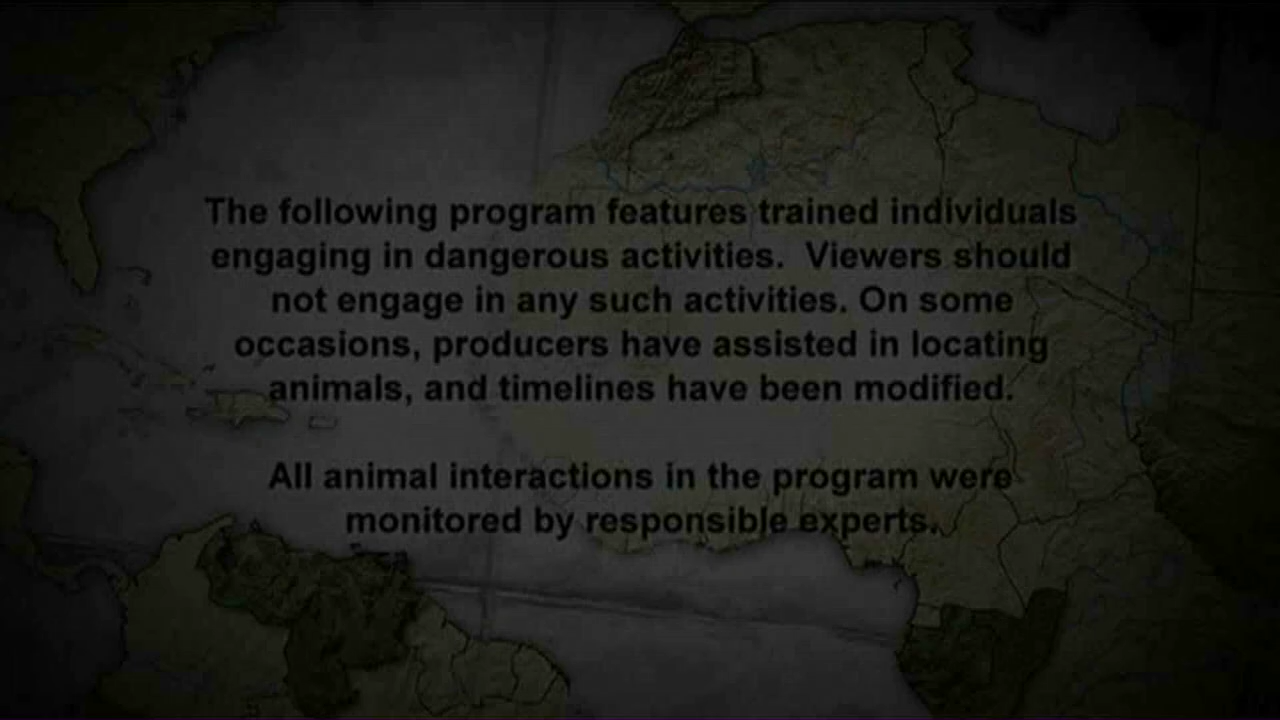 The following program features trained individuals
engaging in dangerous activities.  Viewers should
not engage in any such activities. On some
occasions, producers have assisted in locating
animals, and timelines have been modified.
All animal interactions in the program were
monitored by responsible experts.